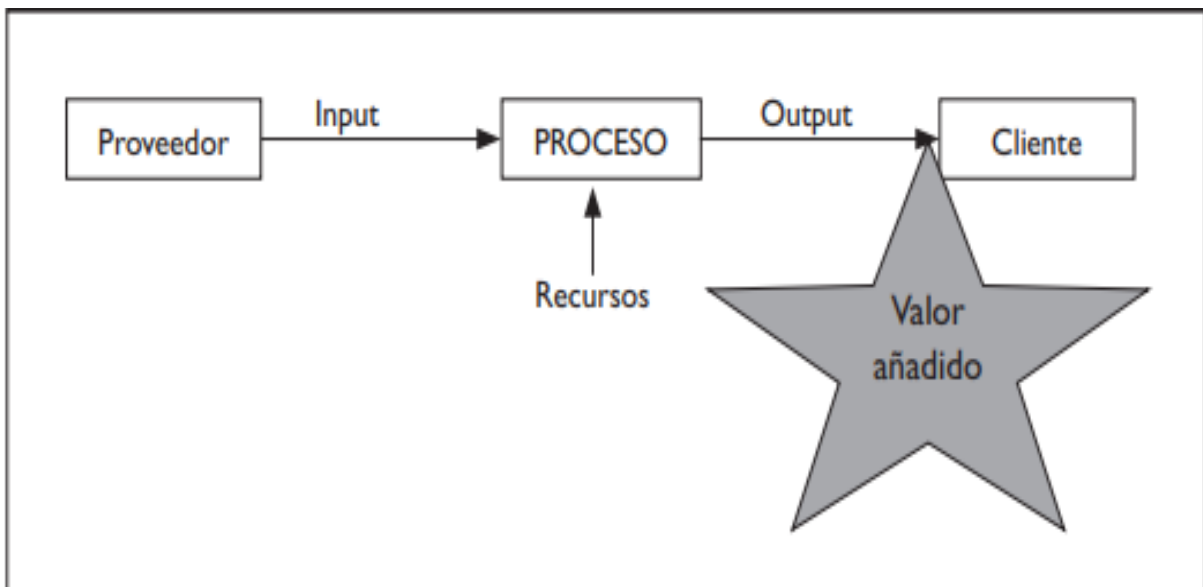 Input
Output
Proveedor
PROCESO
Cliente
Recursos
Valor
añadido